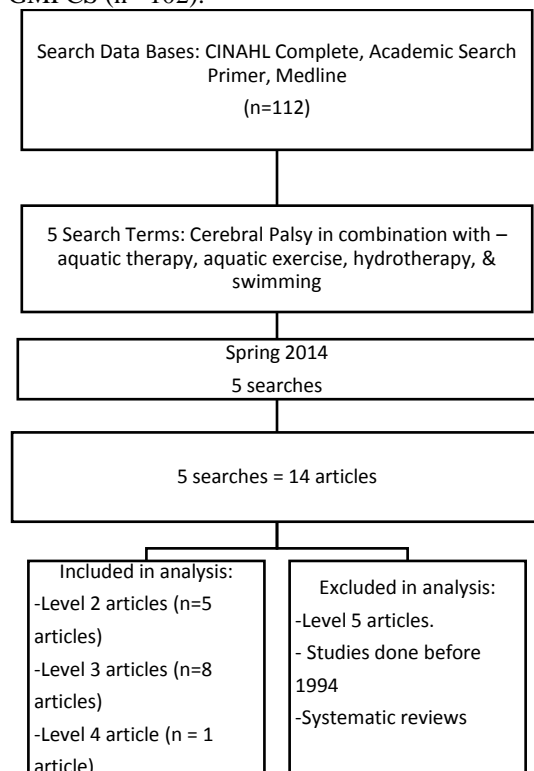 GMFCS (n=102).
Search Data Bases: CINAHL Complete, Academic Search
Primer, Medline
(n=112)
5 Search Terms: Cerebral Palsy in combination with –
aquatic therapy, aquatic exercise, hydrotherapy, &
swimming
Spring 2014
5 searches
5 searches = 14 articles
Included in analysis:
-Level 2 articles (n=5
articles)
-Level 3 articles (n=8
articles)
-Level 4 article (n = 1
article)
Excluded in analysis:
-Level 5 articles.
- Studies done before
1994
-Systematic reviews